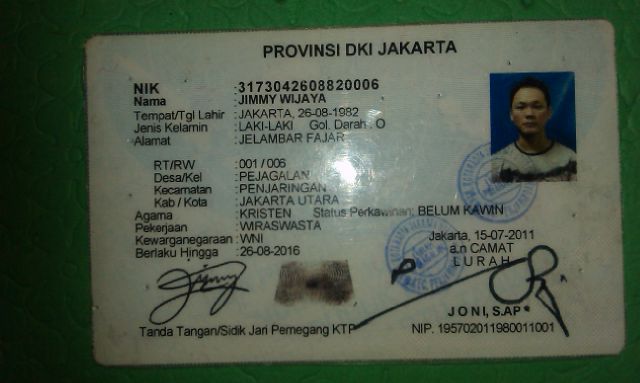 PROVINSI DKI JAKARTA
NIK :3173042608820006
Nama :JIMMY WIJAYA
Tempat/Tgl Lahir :JAKARTA, 26-08-1982
Jenis Kelamin :LAKI-LAKI Gol. Darah : O
Alamat :JELAMBAR FAJAR
RT/RW :001 / 006
Desa/Kel :PEJAGALAN
Kecamatan :PENJARINGAN
Kab / Kota :JAKARTA UTARA
Agama :KRISTEN Status Perkawinan: BELUM KAWIN
Pekerjaan :WIRASWASTA
Kewarganegaraan :WNI
Berlaku Hingga :26-08-2016
Jakarta, 15-07-2011
a.n CAMAT
LURAH
JONI, S.AP
Tanda Tangan/Sidik Jari Pemegang KTP
NIP. 195702011980011001